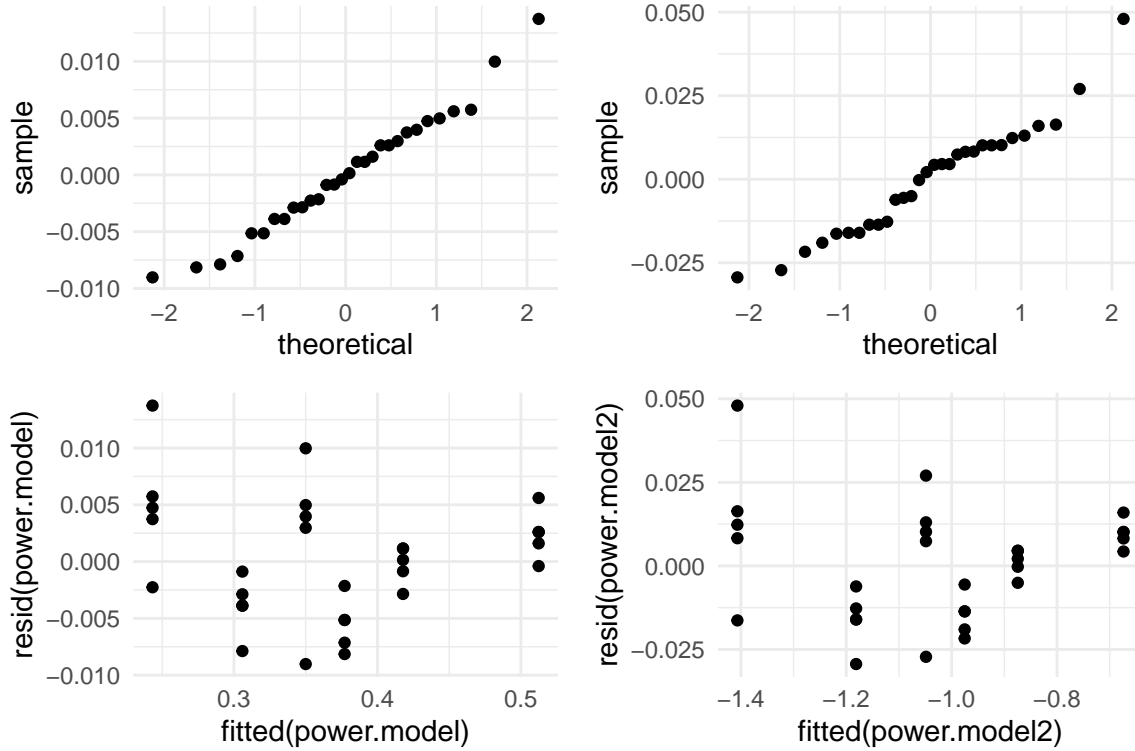 0.010
0.005
0.000
−0.005
−0.010
sample
−2 −1 0 1 2
theoretical
0.050
0.025
0.000
−0.025
sample
−2 −1 0 1 2
theoretical
0.010
0.005
0.000
−0.005
−0.010
resid(power.model)
0.3 0.4 0.5
fitted(power.model)
0.050
0.025
0.000
−0.025
resid(power.model2)
−1.4 −1.2 −1.0 −0.8
fitted(power.model2)